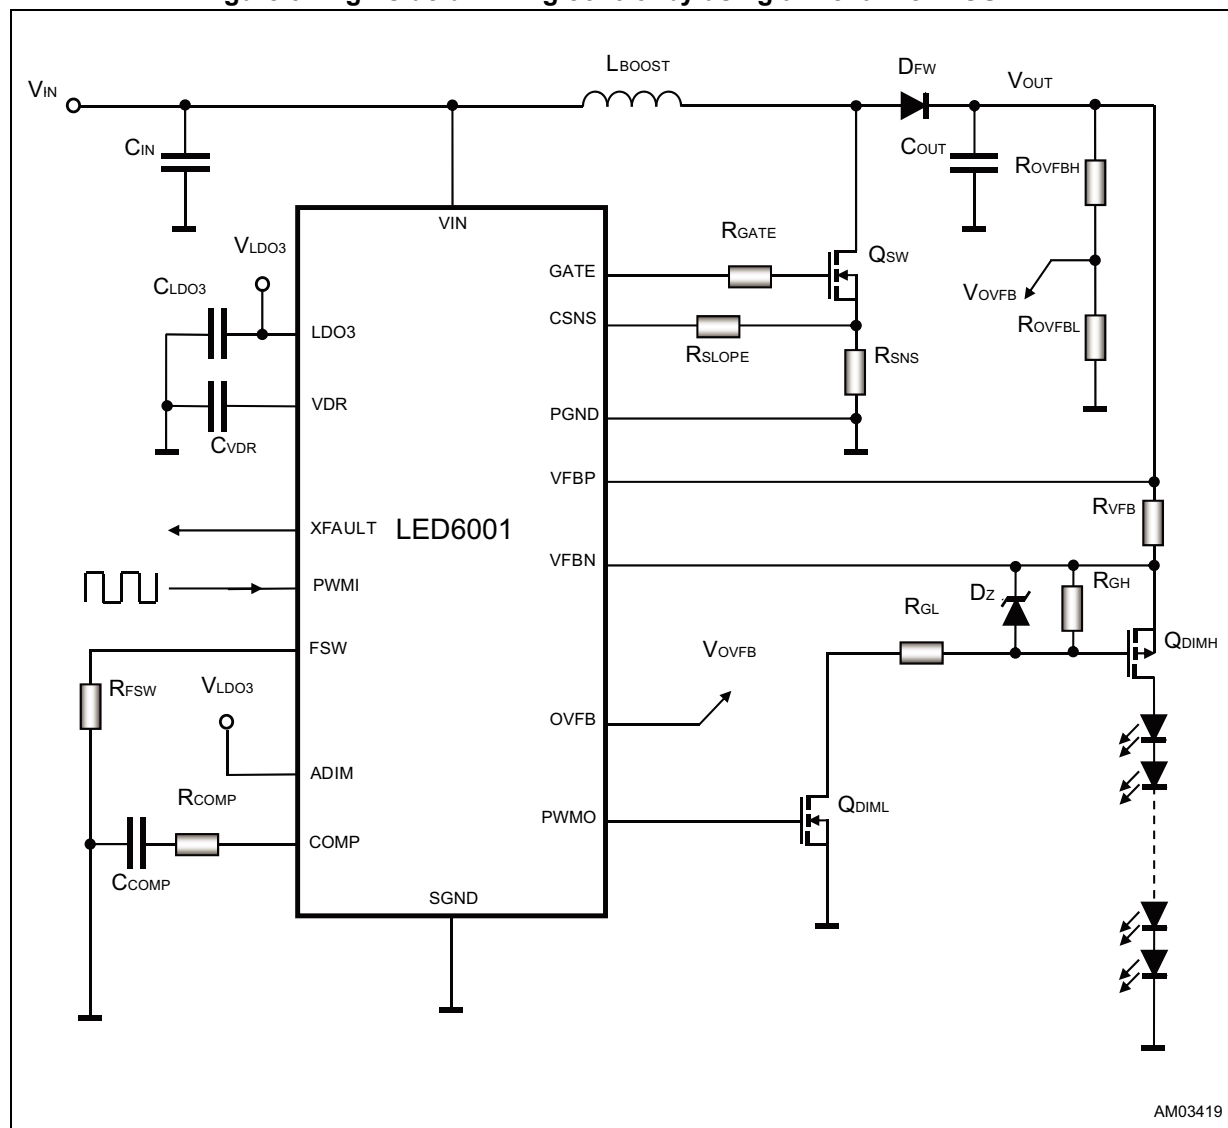 LBOOST
DFW
VOUT
VIN
CIN
COUT
ROVFBH
VIN
VLDO3
RGATE
QSW
GATE
CLDO3
VOVFB
CSNS
ROVFBL
LDO3
RSLOPE
RSNS
VDR
PGND
CVDR
VFBP
RVFB
XFAULT
LED6001
VFBN
PWMI
DZ
RGH
RGL
FSW
VOVFB
QDIMH
RFSW
VLDO3
OVFB
ADIM
RCOMP
QDIML
PWMO
COMP
CCOMP
SGND
AM03419